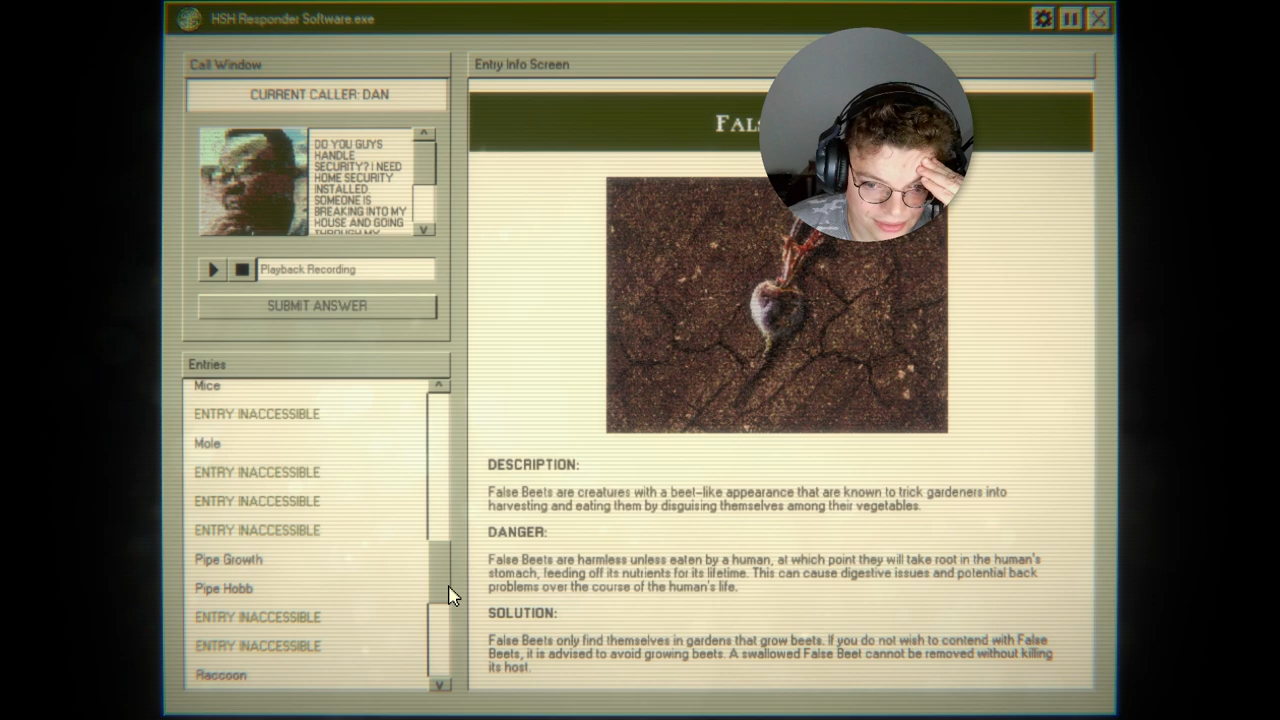 HSH Responder Software.exe
Call Window
CURRENT CALLER: DAN
DO YOU GUYS
HANDLE
SECURITY? I NEED
HOME SECURITY
INSTALLED.
SOMEONE IS
BREAKING INTO MY
HOUSE AND GOING
THROUGH MY
Playback Recording
SUBMIT ANSWER
Entries
Mice
ENTRY INACCESSIBLE
Mole
ENTRY INACCESSIBLE
ENTRY INACCESSIBLE
ENTRY INACCESSIBLE
Pipe Growth
Pipe Hobb
ENTRY INACCESSIBLE
ENTRY INACCESSIBLE
Raccoon
Entry Info Screen
DESCRIPTION:
False Beets are creatures with a beet-like appearance that are known to trick gardeners into
harvesting and eating them by disguising themselves among their vegetables.
DANGER:
False Beets are harmless unless eaten by a human, at which point they will take root in the human's
stomach, feeding off its nutrients for its lifetime. This can cause digestive issues and potential back
problems over the course of the human's life.
SOLUTION:
False Beets only find themselves in gardens that grow beets. If you do not wish to contend with False
Beets, it is advised to avoid growing beets. A swallowed False Beet cannot be removed without killing
its host.